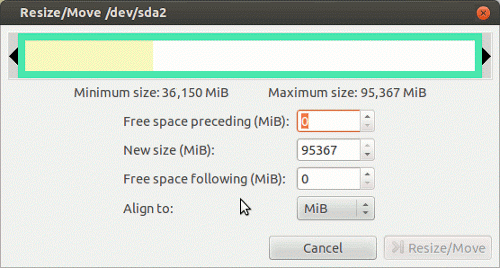 Resize/Move /dev/sda2
Minimum size: 36,150 MiB Maximum size: 95,367 MiB
Free space preceding (MiB): 0
New size (MiB): 95367
Free space following (MiB): 0
Align to: MiB
Cancel Resize/Move